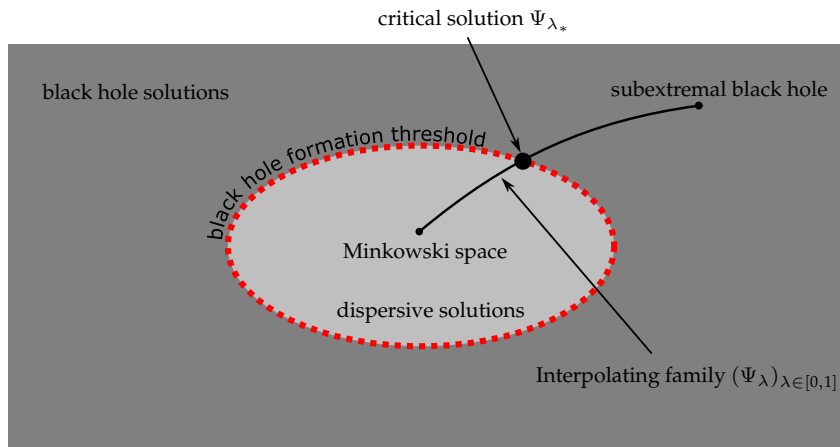 critical solution Ψ_{λ_*}
black hole solutions
subextremal black hole
black hole formation threshold
Minkowski space
dispersive solutions
Interpolating family (Ψ_λ)_{λ∈[0,1]}